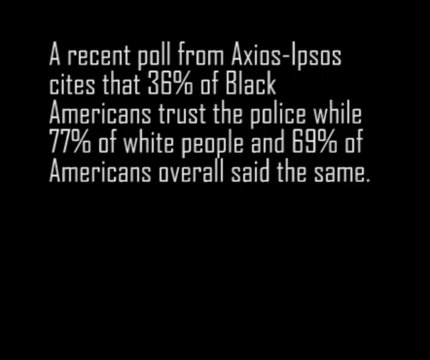 A recent poll from Axios-Ipsos
cites that 36% of Black
Americans trust the police while
77% of white people and 69% of
Americans overall said the same.